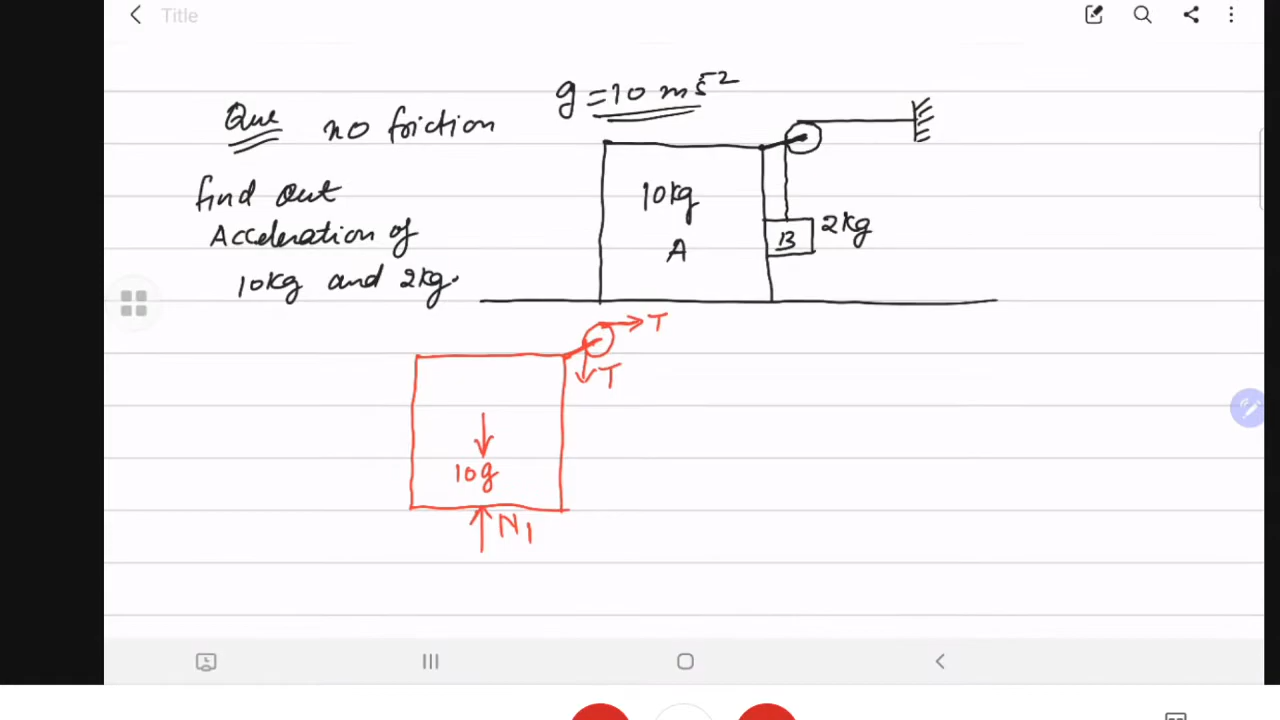 Title
g = 10 ms⁻²
Que no friction
find out
Acceleration of
10kg and 2kg.
10kg
A
B 2kg
T
T
10g
N1